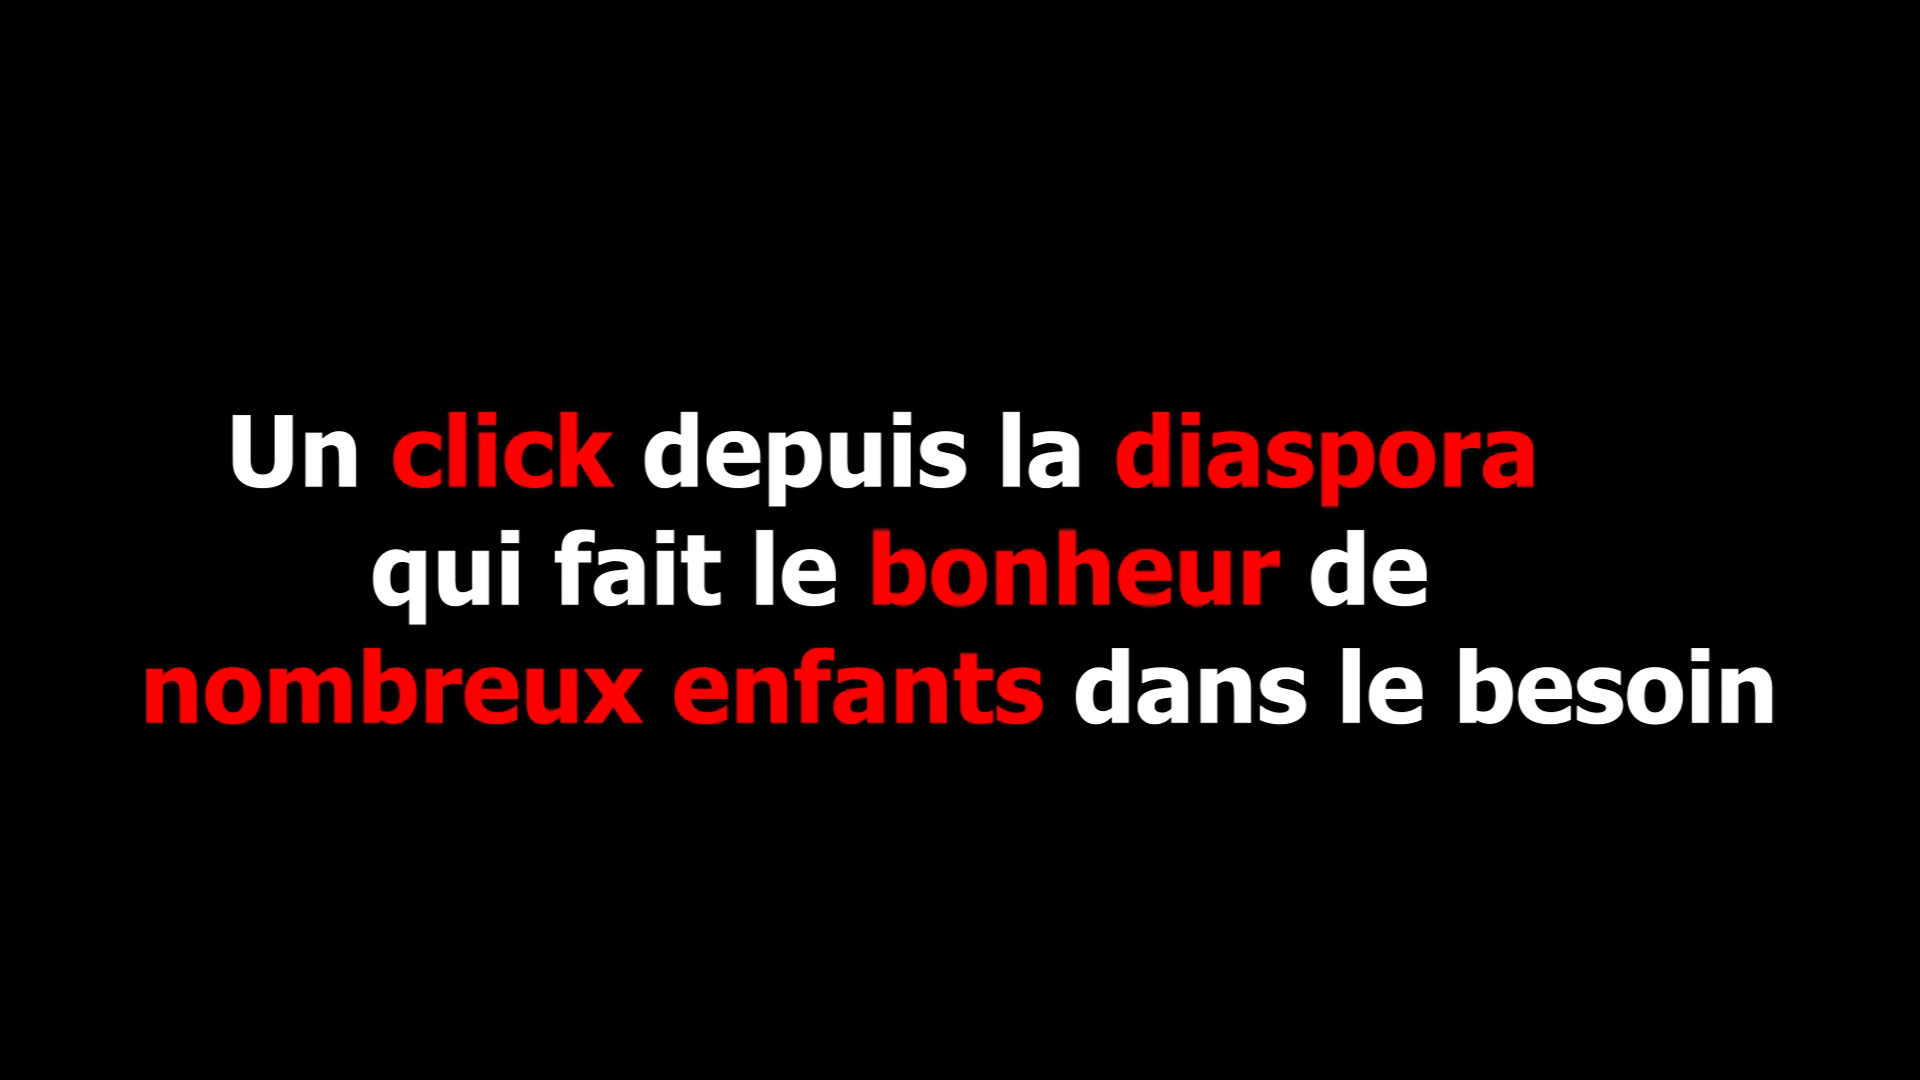 Un click depuis la diaspora
qui fait le bonheur de
nombreux enfants dans le besoin